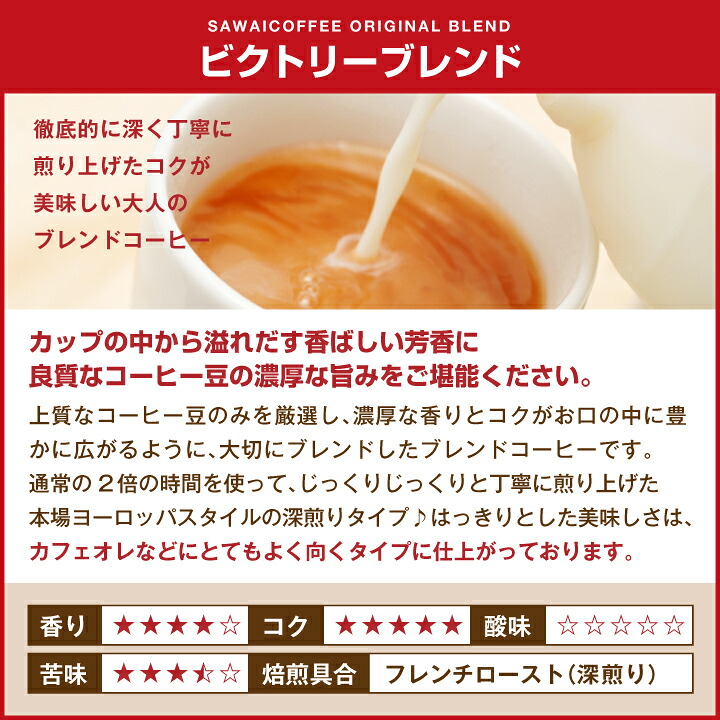 SAWAICOFFEE ORIGINAL BLEND
ビクトリーブレンド
徹底的に深く丁寧に
煎り上げたコクが
美味しい大人の
ブレンドコーヒー
カップの中から溢れだす香ばしい芳香に
良質なコーヒー豆の濃厚な旨みをご堪能ください。
上質なコーヒー豆のみを厳選し、濃厚な香りとコクがお口の中に豊
かに広がるように、大切にブレンドしたブレンドコーヒーです。
通常の2倍の時間を使って、じっくりじっくりと丁寧に煎り上げた
本場ヨーロッパスタイルの深煎りタイプ♪はっきりとした美味しさは、
カフェオレなどにとてもよく向くタイプに仕上がっております。
香り ★★★★☆ コク ★★★★★ 酸味 ☆☆☆☆☆
苦味 ★★★⯪☆ 焙煎具合 フレンチロースト(深煎り)